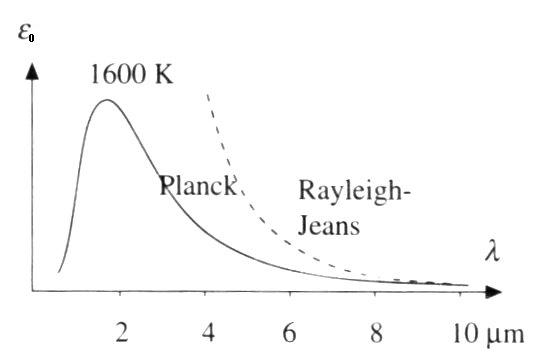 ε₀
1600 K
Planck
Rayleigh-
Jeans
λ
2 4 6 8 10 μm